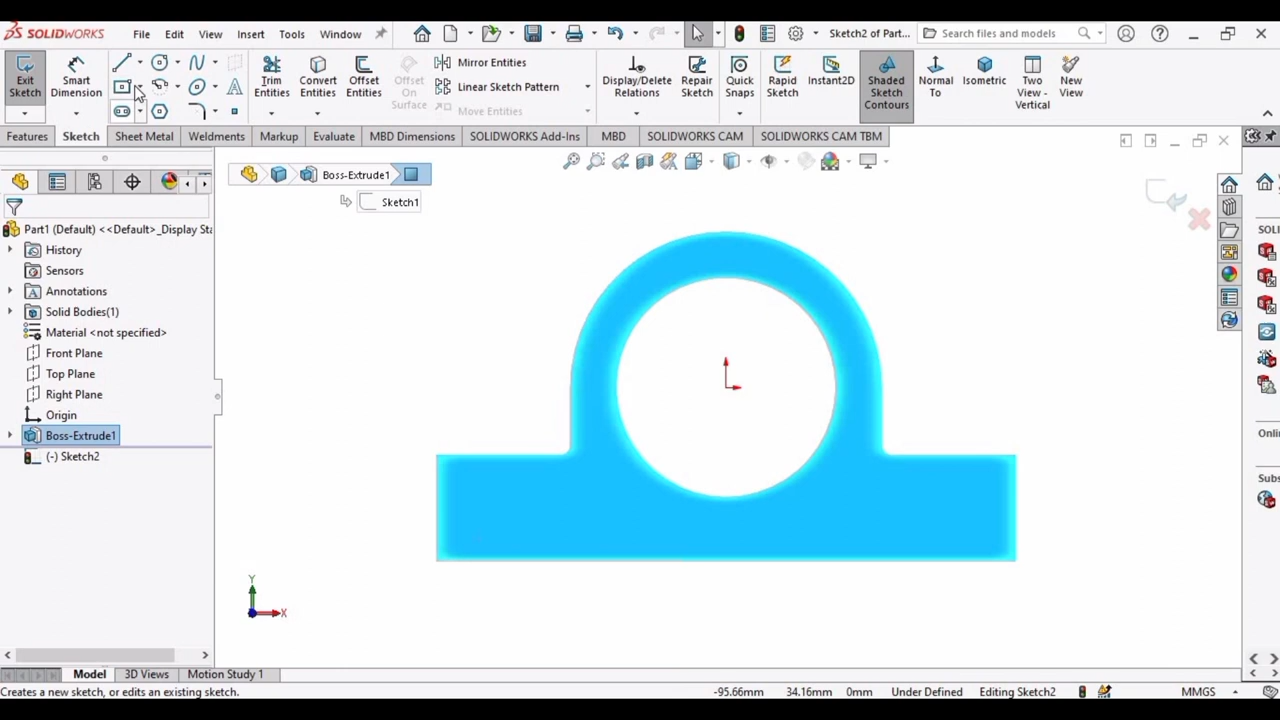 SOLIDWORKS File Edit View Insert Tools Window Sketch2 of Part... Search files and models
Exit Sketch
Smart Dimension
Trim Entities
Convert Entities
Offset Entities
Offset On Surface
Mirror Entities
Linear Sketch Pattern
Move Entities
Display/Delete Relations
Repair Sketch
Quick Snaps
Rapid Sketch
Instant2D
Shaded Sketch Contours
Normal To
Isometric
Two View - Vertical
New View
Features Sketch Sheet Metal Weldments Markup Evaluate MBD Dimensions SOLIDWORKS Add-Ins MBD SOLIDWORKS CAM SOLIDWORKS CAM TBM
Boss-Extrude1
Sketch1
Part1 (Default) <<Default>_Display Sta
History
Sensors
Annotations
Solid Bodies(1)
Material <not specified>
Front Plane
Top Plane
Right Plane
Origin
Boss-Extrude1
(-) Sketch2
SOLI
Onlin
Subs
Y
X
Model 3D Views Motion Study 1
Creates a new sketch, or edits an existing sketch. -95.66mm 34.16mm 0mm Under Defined Editing Sketch2 MMGS